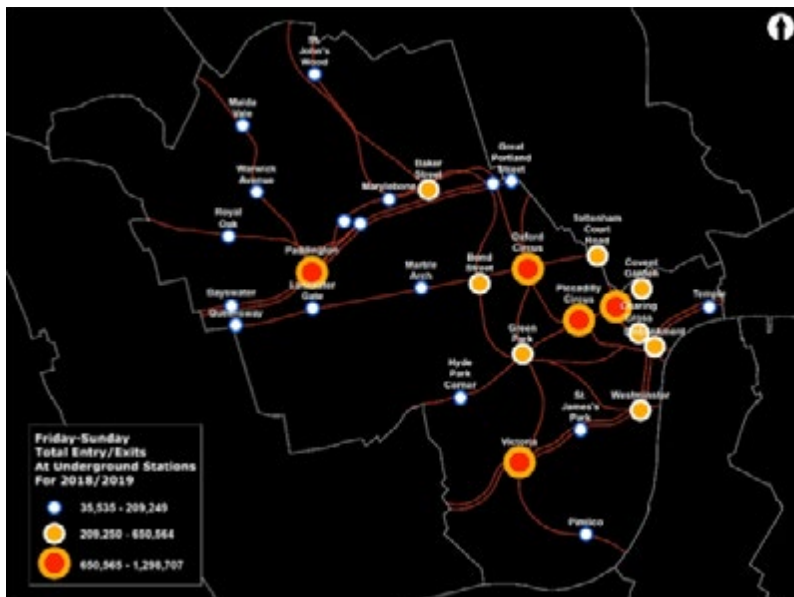 St.
John's
Wood
Maida
Vale
Great
Portland
Street
Baker
Street
Warwick
Avenue
Marylebone
Royal
Oak
Tottenham
Court
Road
Paddington
Oxford
Circus
Bond
Street
Covent
Garden
Marble
Arch
Piccadilly
Circus
Bayswater
Lancaster
Gate
Temple
Charing
Cross
Queensway
Green
Park
Embankment
Hyde
Park
Corner
Westminster
St.
James's
Park
Victoria
Pimlico
Friday-Sunday
Total Entry/Exits
At Underground Stations
For 2018/2019
35,535 - 209,249
209,250 - 650,564
650,565 - 1,298,707